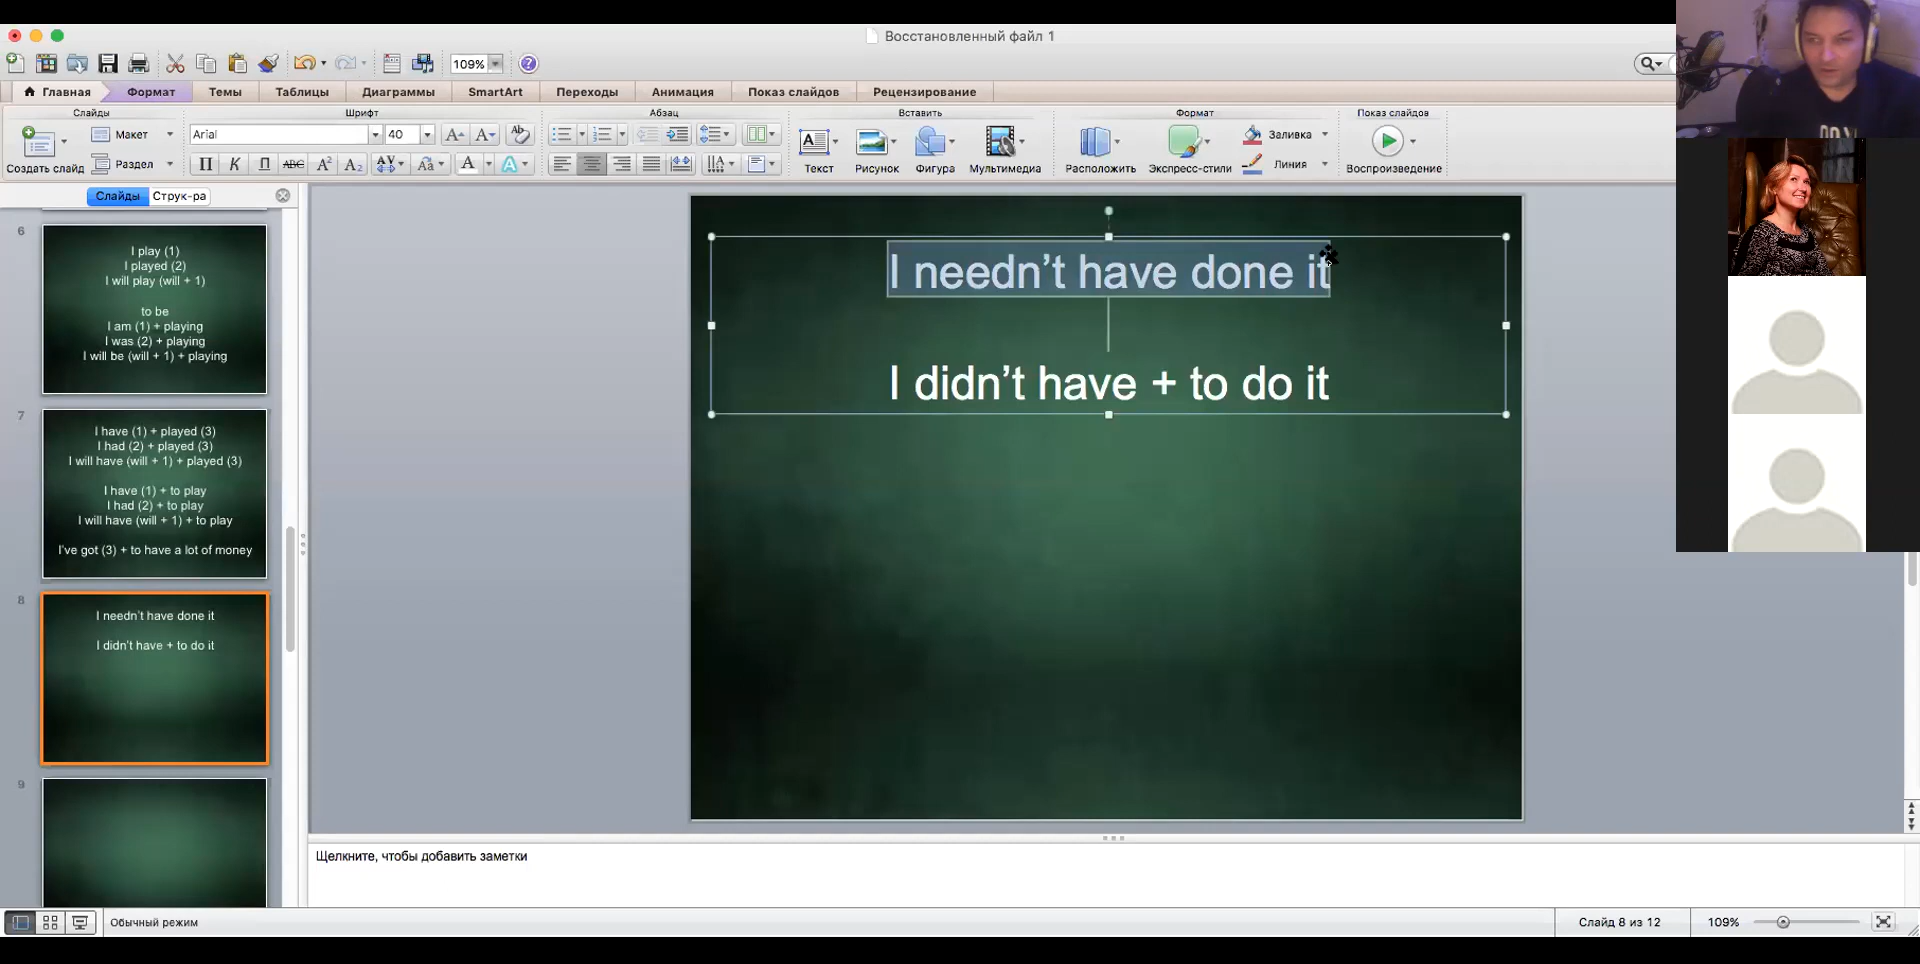 Восстановленный файл 1
109%
Главная
Формат
Темы
Таблицы
Диаграммы
SmartArt
Переходы
Анимация
Показ слайдов
Рецензирование
Слайды
Шрифт
Абзац
Вставить
Формат
Показ слайдов
Создать слайд
Макет
Раздел
Arial
40
Текст
Рисунок
Фигура
Мультимедиа
Расположить
Экспресс-стили
Заливка
Линия
Воспроизведение
Слайды
Струк-ра
6
I play (1)
I played (2)
I will play (will + 1)
to be
I am (1) + playing
I was (2) + playing
I will be (will + 1) + playing
7
I have (1) + played (3)
I had (2) + played (3)
I will have (will + 1) + played (3)
I have (1) + to play
I had (2) + to play
I will have (will + 1) + to play
I've got (3) + to have a lot of money
8
I needn't have done it
I didn't have + to do it
9
I needn’t have done it
I didn’t have + to do it
Щелкните, чтобы добавить заметки
Обычный режим
Слайд 8 из 12
109%